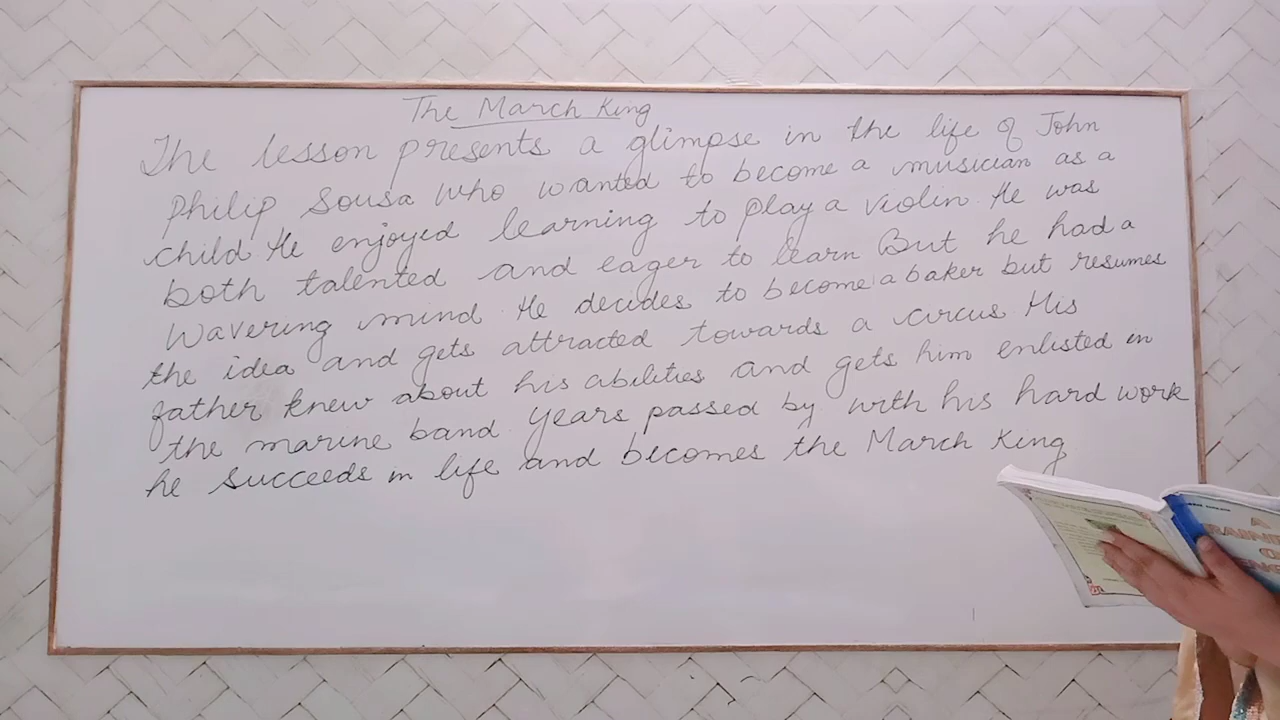 The March King
The lesson presents a glimpse in the life of John
Philip Sousa who wanted to become a musician as a
child. He enjoyed learning to play a violin. He was
both talented and eager to learn But he had a
wavering mind. He decides to become a baker but resumes
the idea and gets attracted towards a circus His
father knew about his abilities and gets him enlisted in
the marine band. Years passed by with his hard work
he succeeds in life and becomes the March King
A